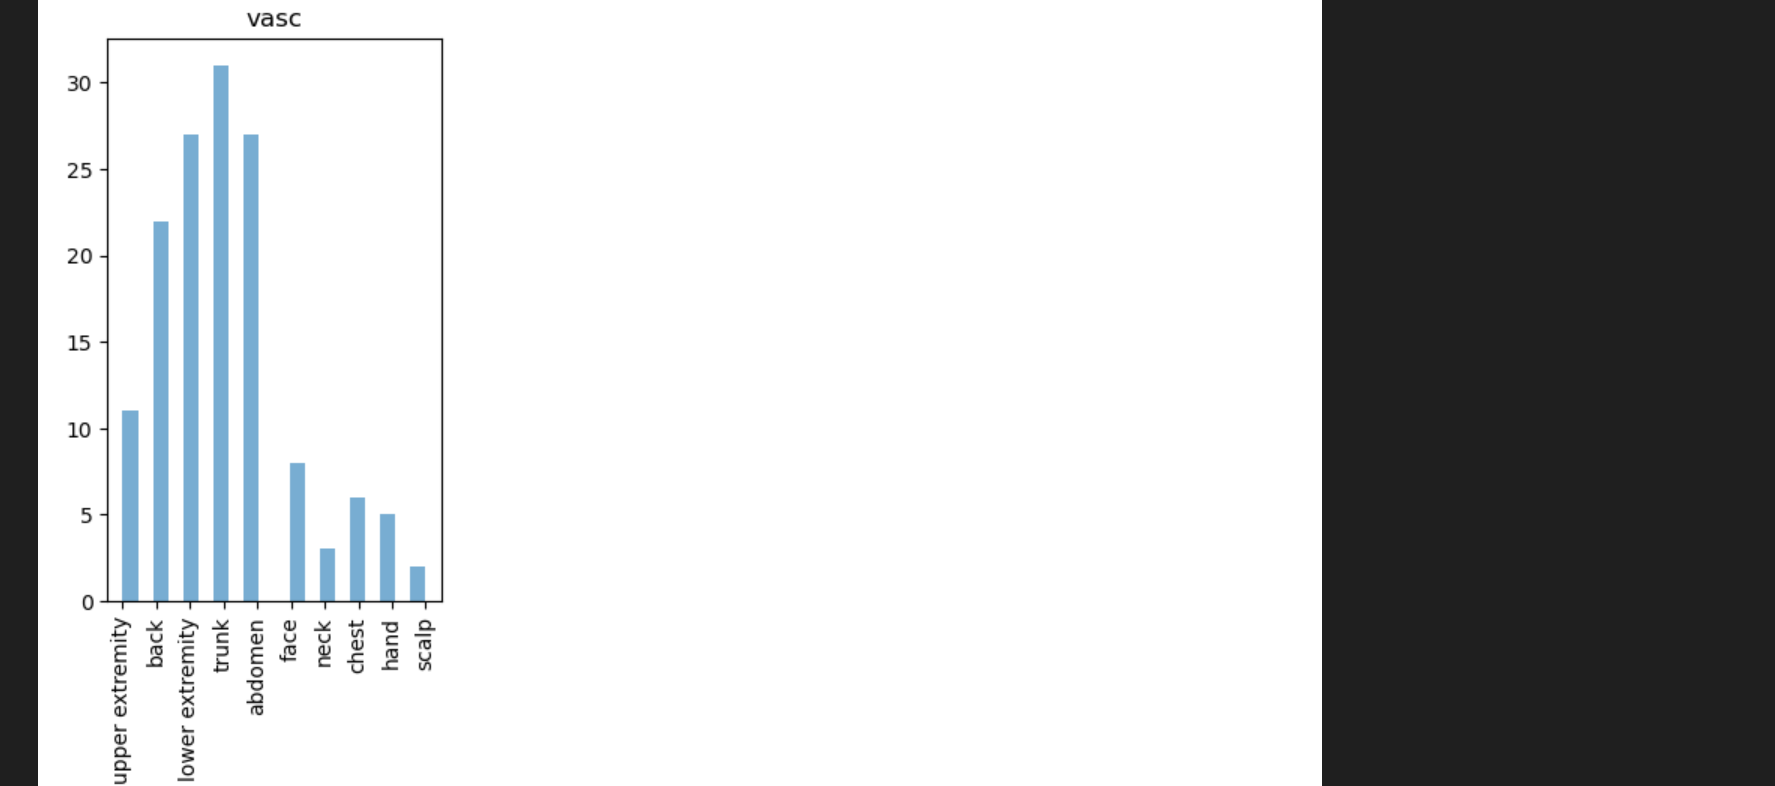 vasc
30
25
20
15
10
5
0
upper extremity
back
lower extremity
trunk
abdomen
face
neck
chest
hand
scalp